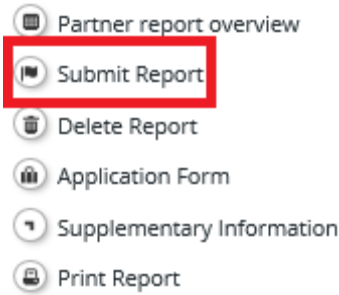 Partner report overview
Submit Report
Delete Report
Application Form
Supplementary Information
Print Report